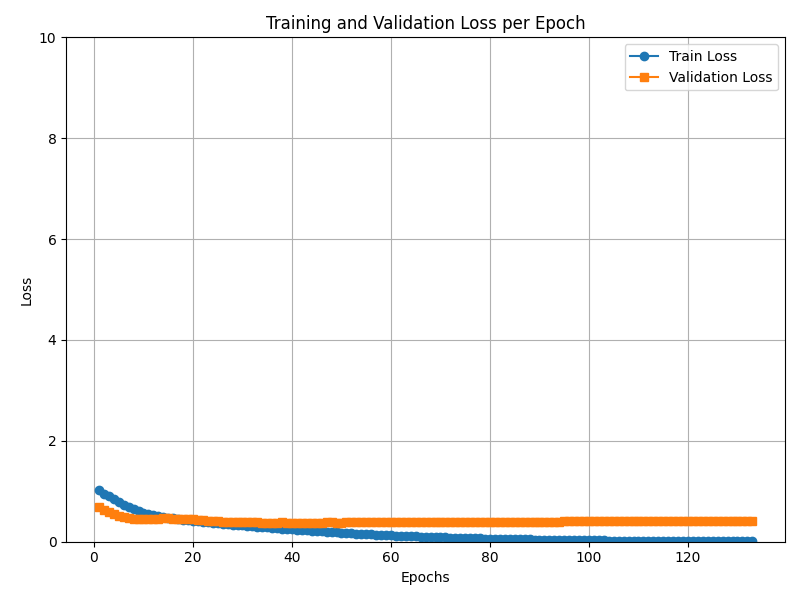 Training and Validation Loss per Epoch
Train Loss
Validation Loss
10
8
6
4
2
0
Loss
0 20 40 60 80 100 120
Epochs